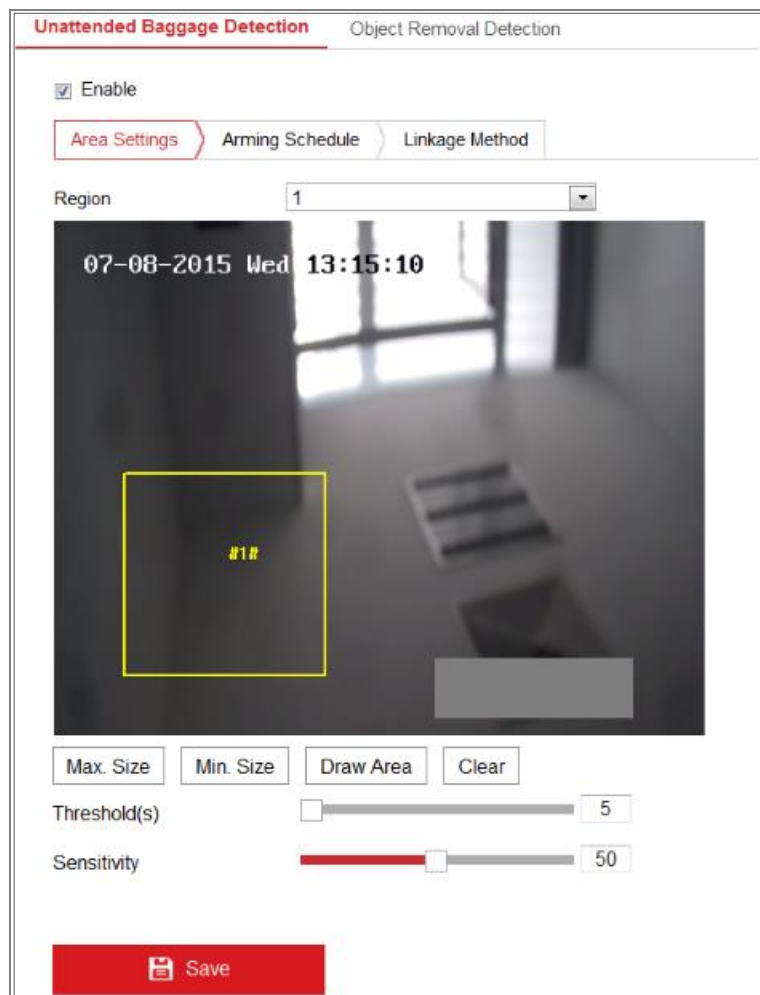 Unattended Baggage Detection Object Removal Detection
Enable
Area Settings Arming Schedule Linkage Method
Region 1
07-08-2015 Wed 13:15:10
#1#
Max. Size Min. Size Draw Area Clear
Threshold(s) 5
Sensitivity 50
Save